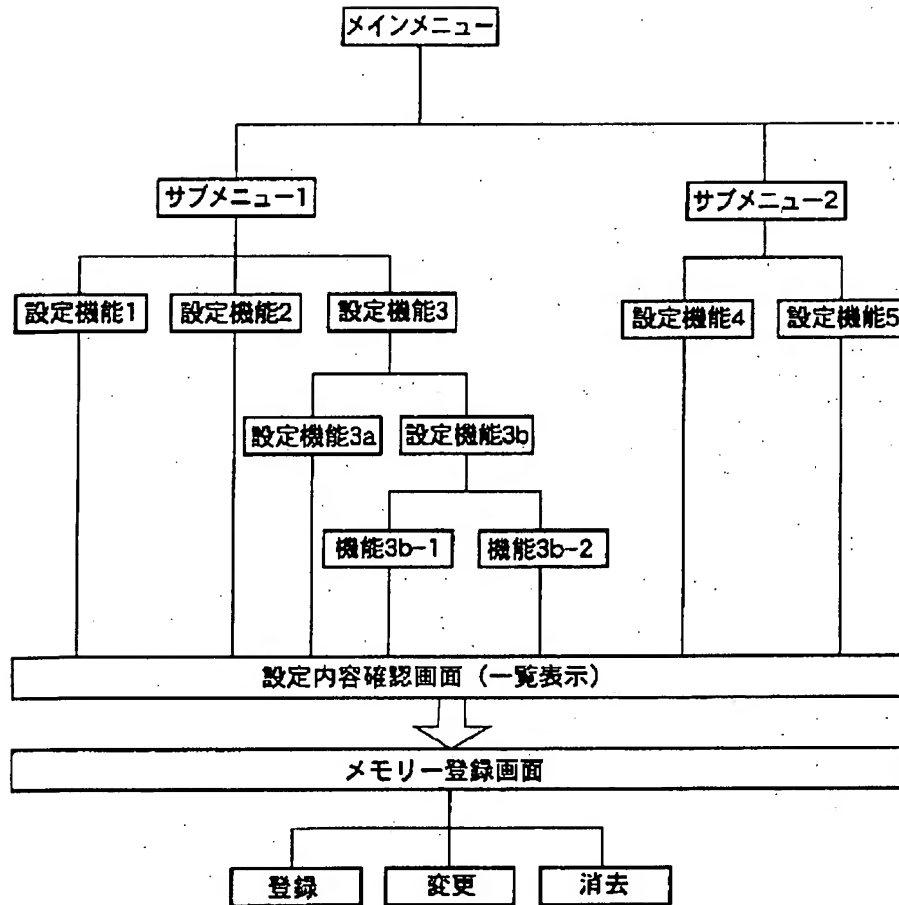 メインメニュー
サブメニュー1
サブメニュー2
設定機能1
設定機能2
設定機能3
設定機能4
設定機能5
設定機能3a
設定機能3b
機能3b-1
機能3b-2
設定内容確認画面（一覧表示）
メモリー登録画面
登録
変更
消去